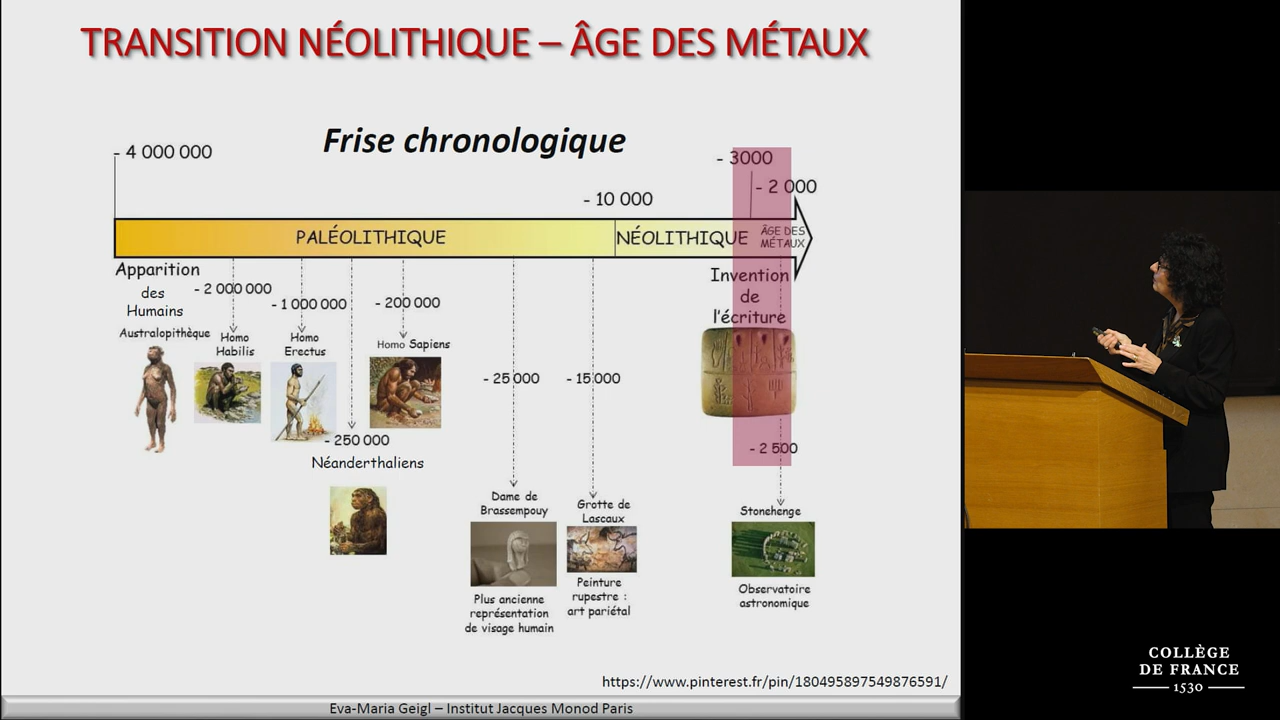 TRANSITION NÉOLITHIQUE – ÂGE DES MÉTAUX
Frise chronologique
- 4 000 000
- 3000
- 2 000
- 10 000
PALÉOLITHIQUE
NÉOLITHIQUE
ÂGE DES
MÉTAUX
Apparition
des
Humains
Australopithèque
- 2 000 000
Homo
Habilis
- 1 000 000
Homo
Erectus
- 250 000
Néanderthaliens
- 200 000
Homo Sapiens
- 25 000
Dame de
Brassempouy
Plus ancienne
représentation
de visage humain
- 15 000
Grotte de
Lascaux
Peinture
rupestre :
art pariétal
Invention
de
l'écriture
- 2 500
Stonehenge
Observatoire
astronomique
https://www.pinterest.fr/pin/180495897549876591/
Eva-Maria Geigl – Institut Jacques Monod Paris
COLLÈGE
DE FRANCE
1530